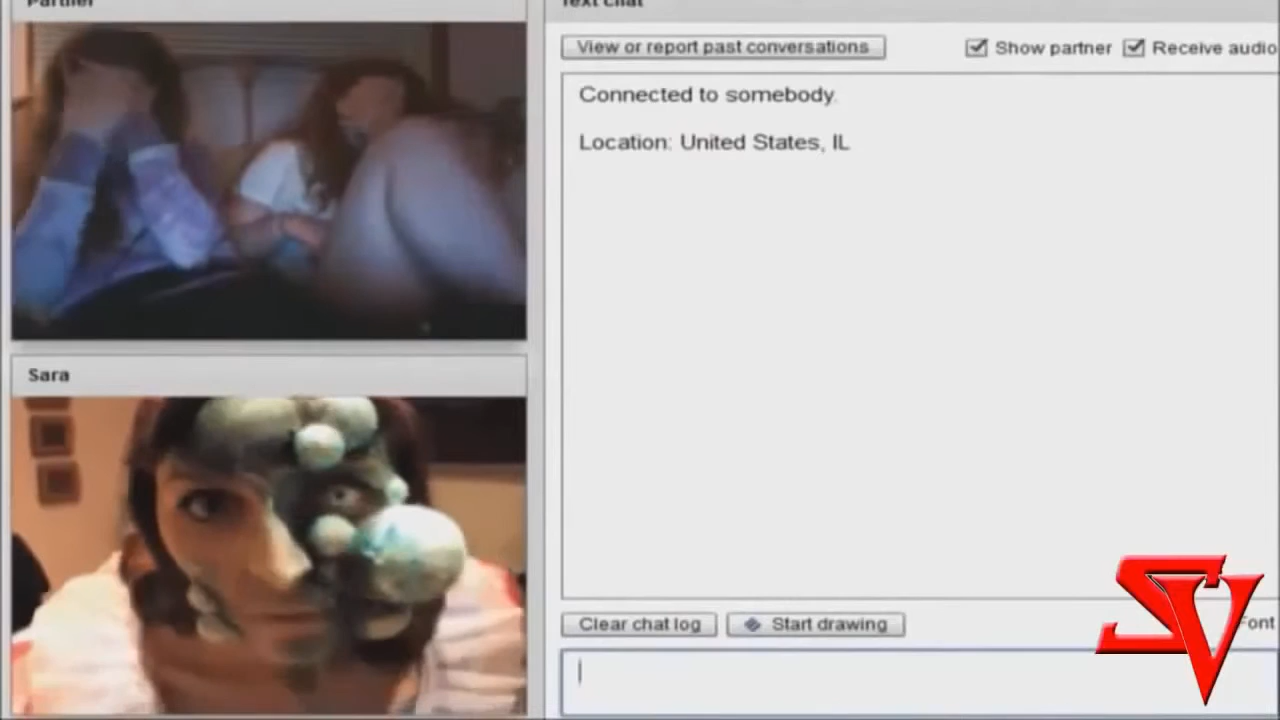 Partner
Text Chat
View or report past conversations
Show partner
Receive audio
Connected to somebody.
Location: United States, IL
Sara
Clear chat log
Start drawing
Font
SV